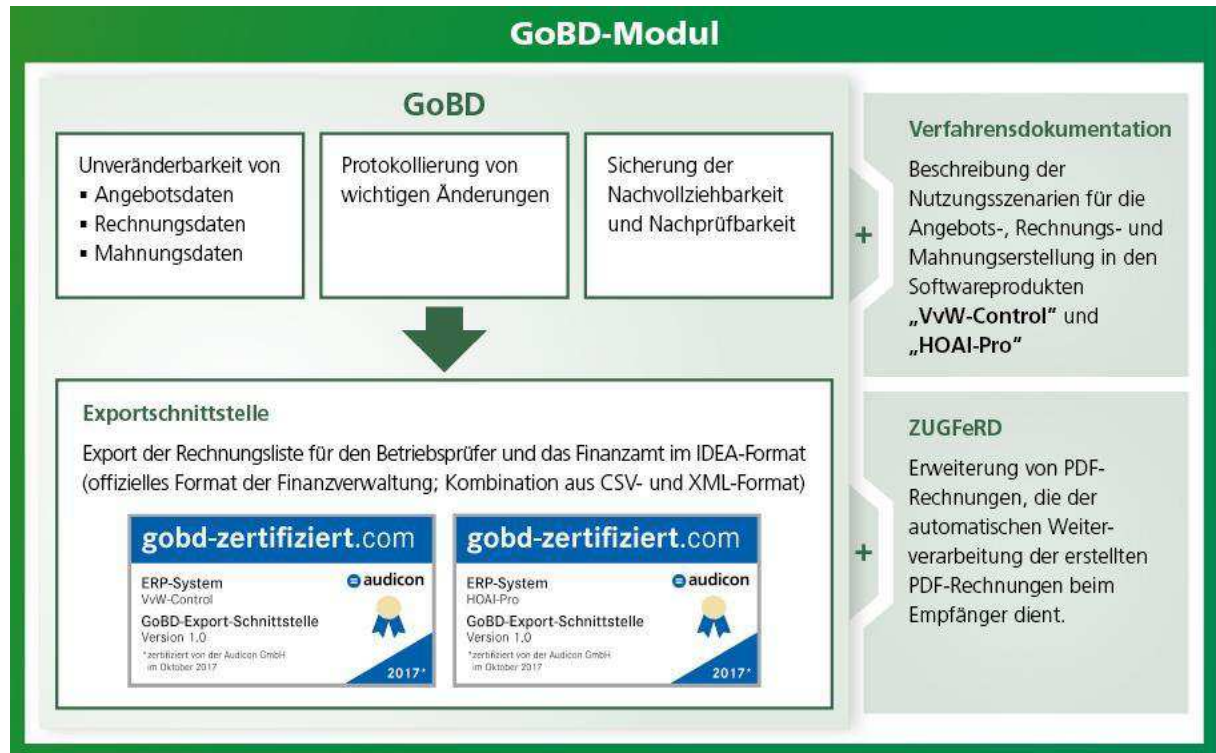 GoBD-Modul
GoBD
Unveränderbarkeit von
▪ Angebotsdaten
▪ Rechnungsdaten
▪ Mahnungsdaten
Protokollierung von
wichtigen Änderungen
Sicherung der
Nachvollziehbarkeit
und Nachprüfbarkeit
+
Verfahrensdokumentation
Beschreibung der
Nutzungsszenarien für die
Angebots-, Rechnungs- und
Mahnungserstellung in den
Softwareprodukten
„VvW-Control" und
„HOAI-Pro"
Exportschnittstelle
Export der Rechnungsliste für den Betriebsprüfer und das Finanzamt im IDEA-Format
(offizielles Format der Finanzverwaltung; Kombination aus CSV- und XML-Format)
gobd-zertifiziert.com
ERP-System
VvW-Control
audicon
GoBD-Export-Schnittstelle
Version 1.0
*zertifiziert von der Audicon GmbH
im Oktober 2017
2017*
gobd-zertifiziert.com
ERP-System
HOAI-Pro
audicon
GoBD-Export-Schnittstelle
Version 1.0
*zertifiziert von der Audicon GmbH
im Oktober 2017
2017*
+
ZUGFeRD
Erweiterung von PDF-
Rechnungen, die der
automatischen Weiter-
verarbeitung der erstellten
PDF-Rechnungen beim
Empfänger dient.